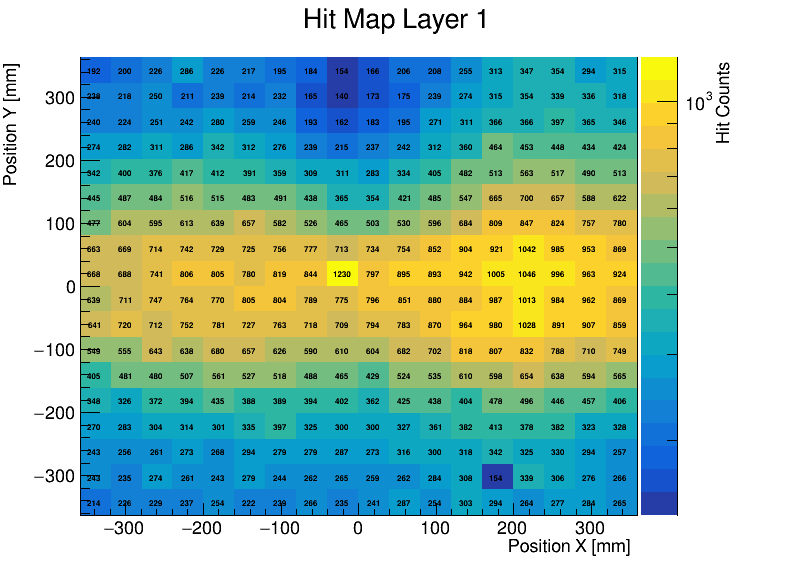 Hit Map Layer 1
Position Y [mm]
Hit Counts
10^3
192 200 226 286 226 217 195 184 154 166 206 208 255 313 347 354 294 315
300
218 250 211 239 214 232 165 140 173 175 239 274 315 354 339 336 318
240 224 251 242 280 259 246 193 162 183 195 271 311 366 366 397 365 346
274 282 311 286 342 312 276 239 215 237 242 312 360 464 453 448 434 424
200
342 400 376 417 412 391 359 309 311 283 334 405 482 513 563 517 490 513
445 487 484 516 515 483 491 438 365 354 421 485 547 665 700 657 588 622
100
477 604 595 613 639 657 582 526 465 503 530 596 684 809 847 824 757 780
663 669 714 742 729 725 756 777 713 734 754 852 904 921 1042 985 953 869
668 688 741 806 805 780 819 844 1230 797 895 893 942 1005 1046 996 963 924
0
639 711 747 764 770 805 804 789 775 796 851 880 884 987 1013 984 962 869
641 720 712 752 781 727 763 718 709 794 783 870 964 980 1028 891 907 859
−100
549 555 643 638 680 657 626 590 610 604 682 702 818 807 832 788 710 749
405 481 480 507 561 527 518 488 465 429 524 535 610 598 654 638 594 565
348 326 372 394 435 388 389 394 402 362 435 458 404 478 496 446 457 406
−200
270 283 304 314 301 335 397 325 300 300 327 361 382 413 378 382 323 328
243 256 261 273 268 294 279 279 287 273 316 300 318 342 325 330 294 257
−300
243 235 274 261 243 279 244 262 265 259 262 284 308 154 339 306 276 266
214 226 229 237 254 222 239 266 235 241 287 254 303 294 264 277 284 265
−300 −200 −100 0 100 200 300
Position X [mm]